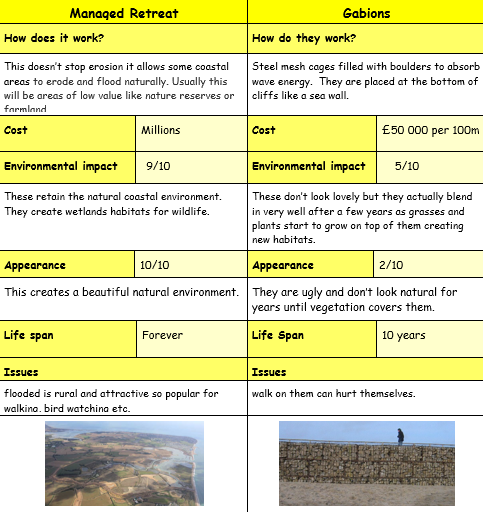 Managed Retreat
Gabions
How does it work?
How do they work?
This doesn't stop erosion it allows some coastal
areas to erode and flood naturally. Usually this
will be areas of low value like nature reserves or
farmland
Steel mesh cages filled with boulders to absorb
wave energy. They are placed at the bottom of
cliffs like a sea wall.
Cost
Millions
Cost
£50 000 per 100m
Environmental impact
9/10
Environmental impact
5/10
These retain the natural coastal environment.
They create wetlands habitats for wildlife.
These don't look lovely but they actually blend
in very well after a few years as grasses and
plants start to grow on top of them creating
new habitats.
Appearance
10/10
Appearance
2/10
This creates a beautiful natural environment.
They are ugly and don't look natural for
years until vegetation covers them.
Life span
Forever
Life Span
10 years
Issues
Issues
flooded is rural and attractive so popular for
walking, bird watching etc.
walk on them can hurt themselves.